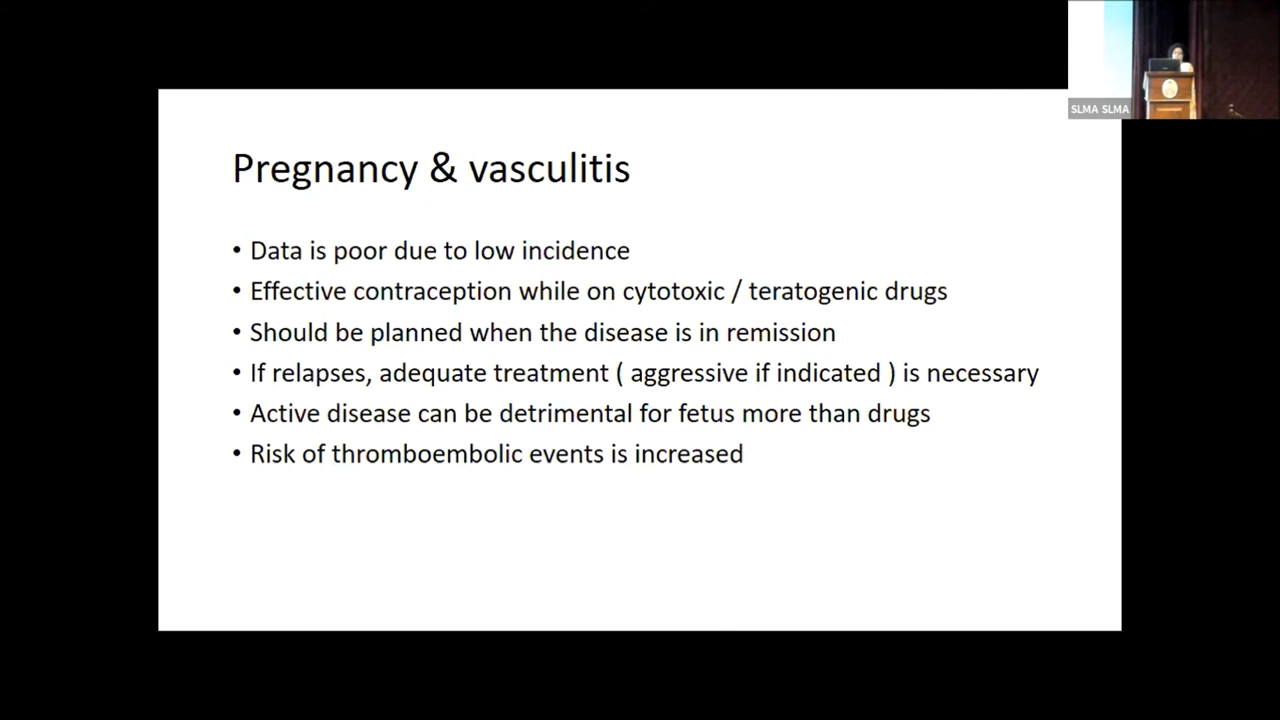 SLMA SLMA
Pregnancy & vasculitis
• Data is poor due to low incidence
• Effective contraception while on cytotoxic / teratogenic drugs
• Should be planned when the disease is in remission
• If relapses, adequate treatment ( aggressive if indicated ) is necessary
• Active disease can be detrimental for fetus more than drugs
• Risk of thromboembolic events is increased